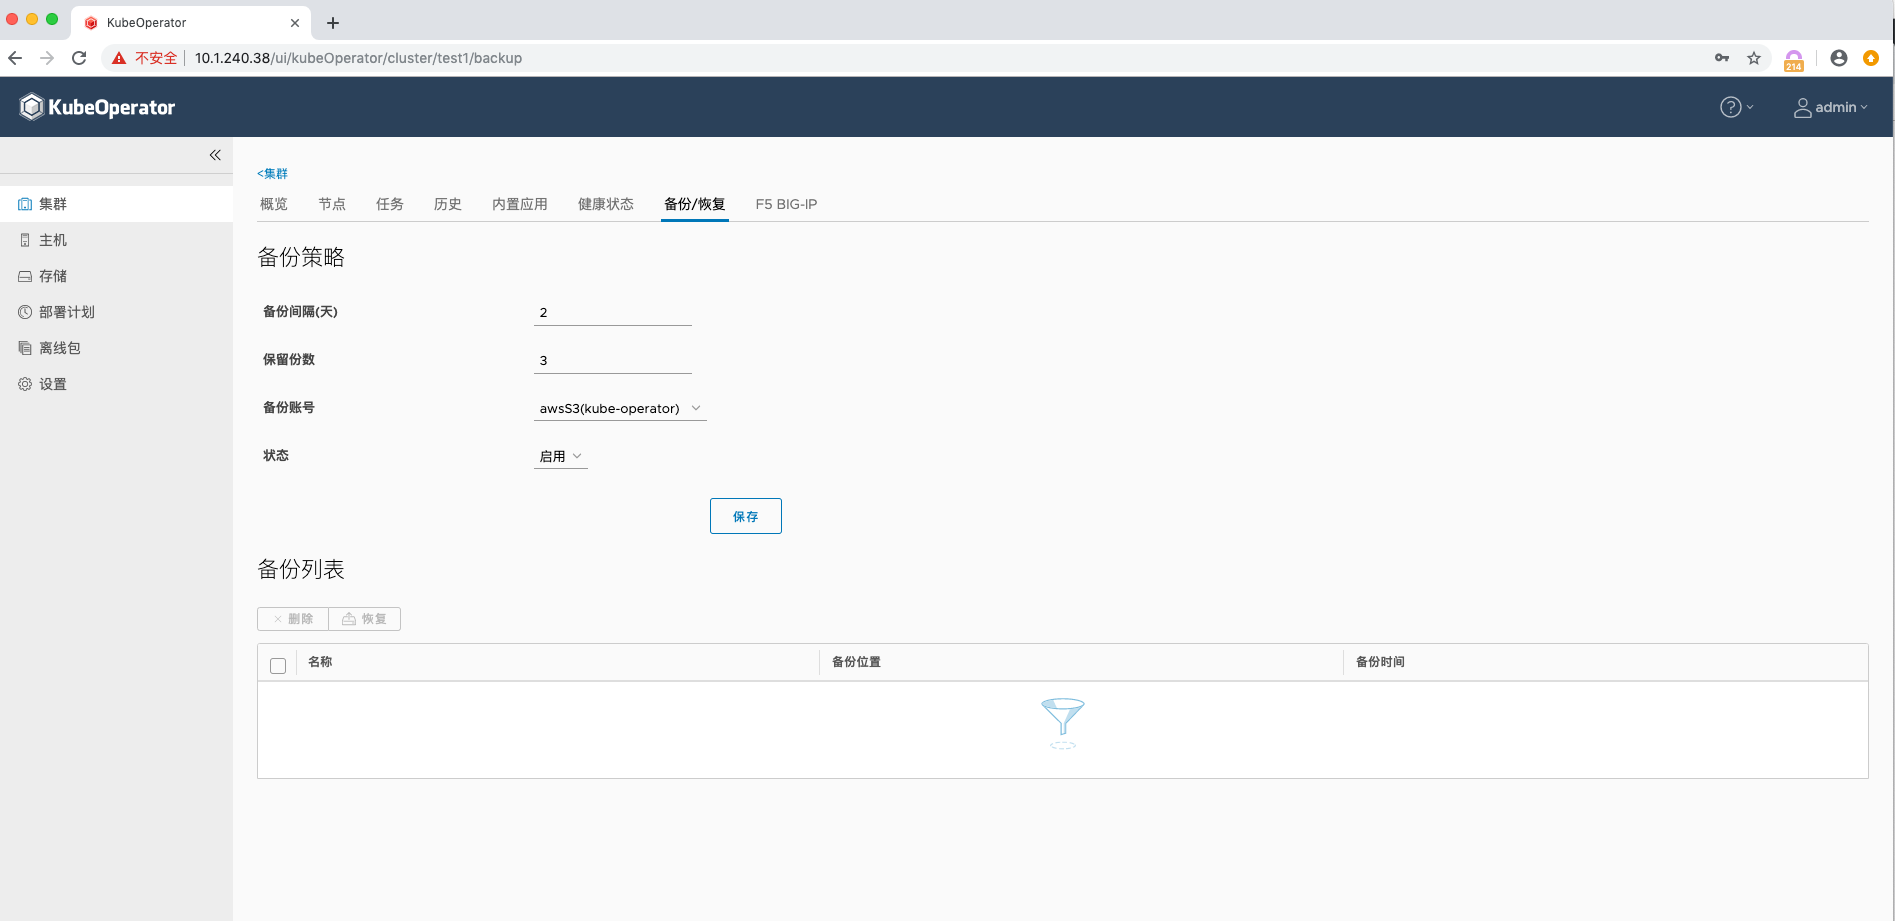 KubeOperator
不安全 10.1.240.38/ui/kubeOperator/cluster/test1/backup
214
KubeOperator
? admin
集群
主机
存储
部署计划
离线包
设置
<集群
概览 节点 任务 历史 内置应用 健康状态 备份/恢复 F5 BIG-IP
备份策略
备份间隔(天) 2
保留份数 3
备份账号 awsS3(kube-operator)
状态 启用
保存
备份列表
删除 恢复
名称 备份位置 备份时间